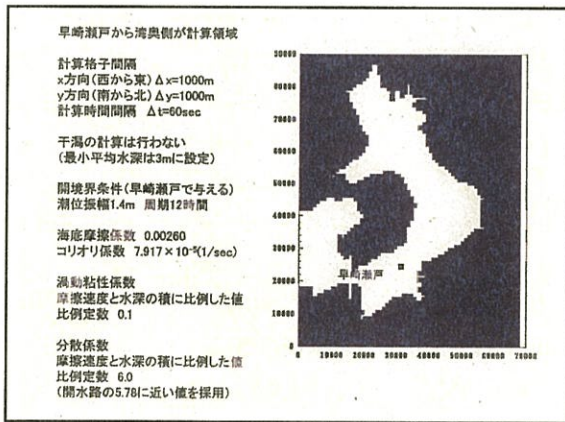 早崎瀬戸から湾奥側が計算領域
計算格子間隔
x方向(西から東)Δx=1000m
y方向(南から北)Δy=1000m
計算時間間隔 Δt=60sec
干潟の計算は行わない
(最小平均水深は3mに設定)
開境界条件(早崎瀬戸で与える)
潮位振幅1.4m 周期12時間
海底摩擦係数 0.00260
コリオリ係数 7.917×10⁻⁵(1/sec)
渦動粘性係数
摩擦速度と水深の積に比例した値
比例定数 0.1
分散係数
摩擦速度と水深の積に比例した値
比例定数 6.0
(開水路の5.78に近い値を採用)
90000
80000
70000
60000
50000
40000
30000
20000
10000
0
早崎瀬戸
0 10000 20000 30000 40000 50000 60000 70000